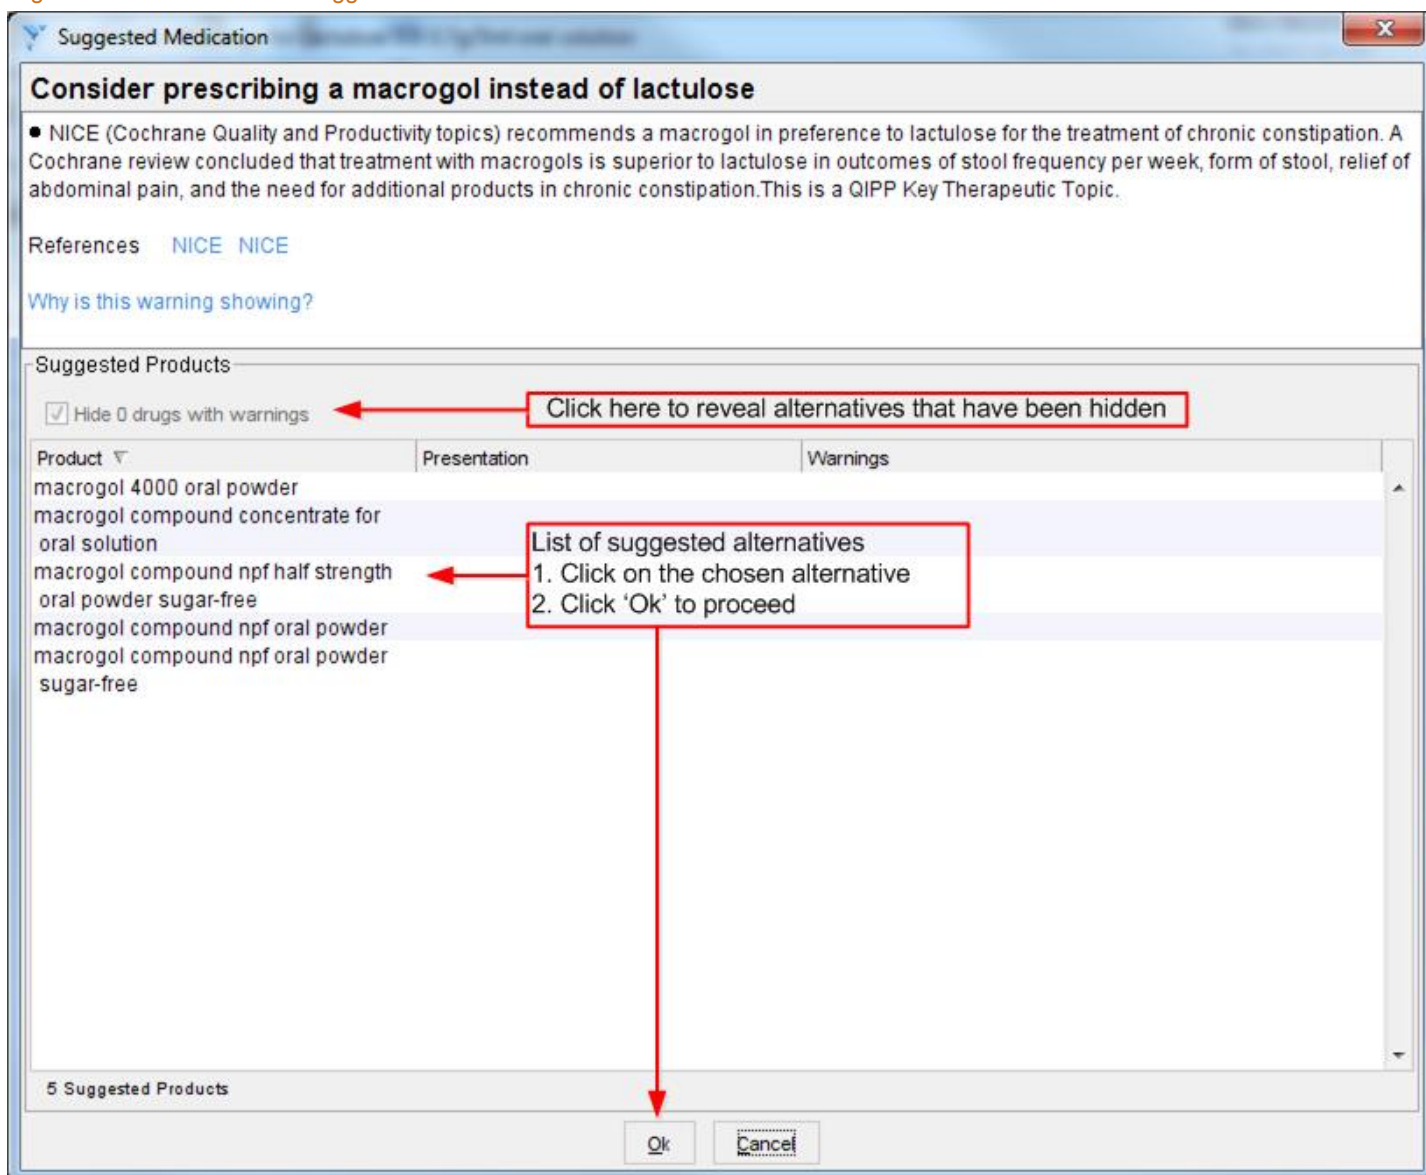 Suggested Medication
Consider prescribing a macrogol instead of lactulose
● NICE (Cochrane Quality and Productivity topics) recommends a macrogol in preference to lactulose for the treatment of chronic constipation. A
Cochrane review concluded that treatment with macrogols is superior to lactulose in outcomes of stool frequency per week, form of stool, relief of
abdominal pain, and the need for additional products in chronic constipation.This is a QIPP Key Therapeutic Topic.
References NICE NICE
Why is this warning showing?
Suggested Products
Hide 0 drugs with warnings
Click here to reveal alternatives that have been hidden
Product Presentation Warnings
macrogol 4000 oral powder
macrogol compound concentrate for
oral solution
macrogol compound npf half strength
oral powder sugar-free
macrogol compound npf oral powder
macrogol compound npf oral powder
sugar-free
List of suggested alternatives
1. Click on the chosen alternative
2. Click ‘Ok’ to proceed
5 Suggested Products
Ok Cancel